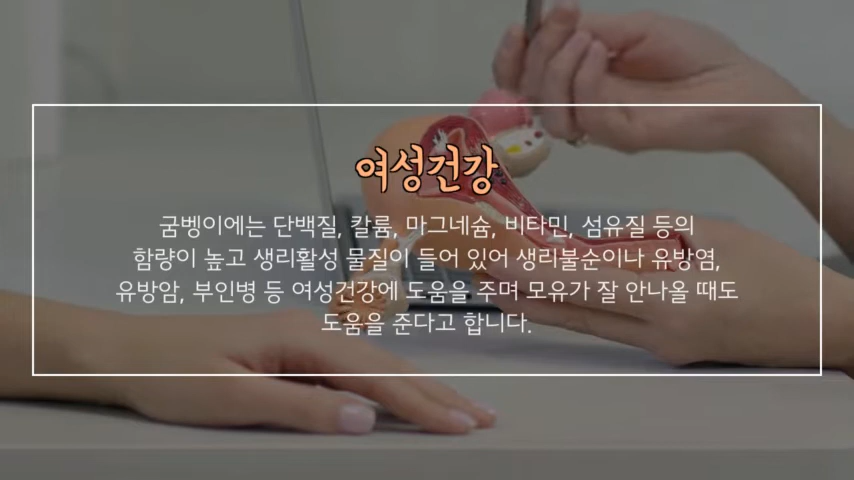 여성건강
굼벵이에는 단백질, 칼륨, 마그네슘, 비타민, 섬유질 등의
함량이 높고 생리활성 물질이 들어 있어 생리불순이나 유방염,
유방암, 부인병 등 여성건강에 도움을 주며 모유가 잘 안나올 때도
도움을 준다고 합니다.